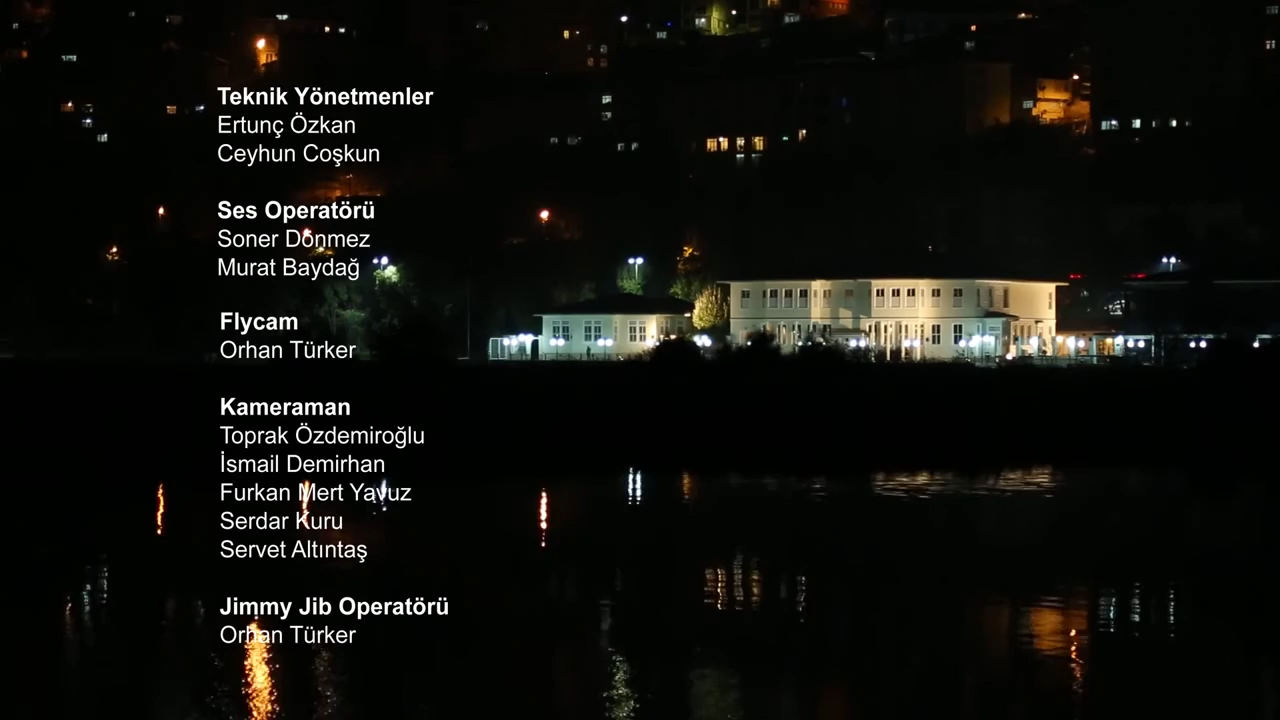 Teknik Yönetmenler
Ertunç Özkan
Ceyhun Coşkun
Ses Operatörü
Soner Dönmez
Murat Baydağ
Flycam
Orhan Türker
Kameraman
Toprak Özdemiroğlu
İsmail Demirhan
Furkan Mert Yavuz
Serdar Kuru
Servet Altıntaş
Jimmy Jib Operatörü
Orhan Türker